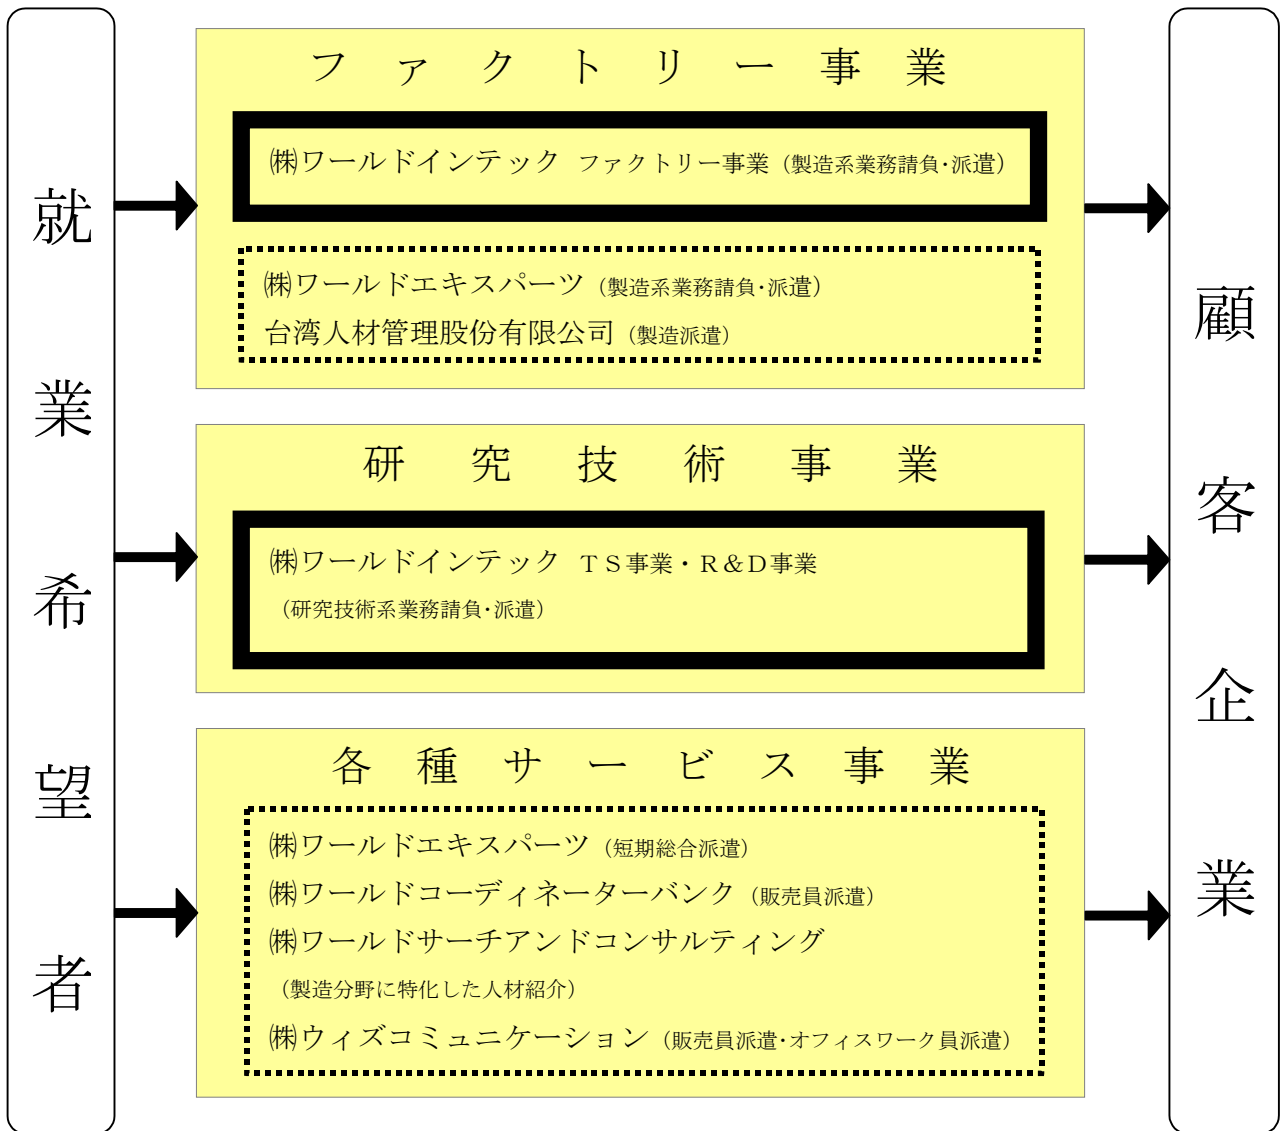 就業希望者
ファクトリー事業
㈱ワールドインテック ファクトリー事業（製造系業務請負・派遣）
㈱ワールドエキスパーツ（製造系業務請負・派遣）
台湾人材管理股份有限公司（製造派遣）
研究技術事業
㈱ワールドインテック ＴＳ事業・Ｒ＆Ｄ事業
（研究技術系業務請負・派遣）
各種サービス事業
㈱ワールドエキスパーツ（短期総合派遣）
㈱ワールドコーディネーターバンク（販売員派遣）
㈱ワールドサーチアンドコンサルティング
（製造分野に特化した人材紹介）
㈱ウィズコミュニケーション（販売員派遣・オフィスワーク員派遣）
顧客企業